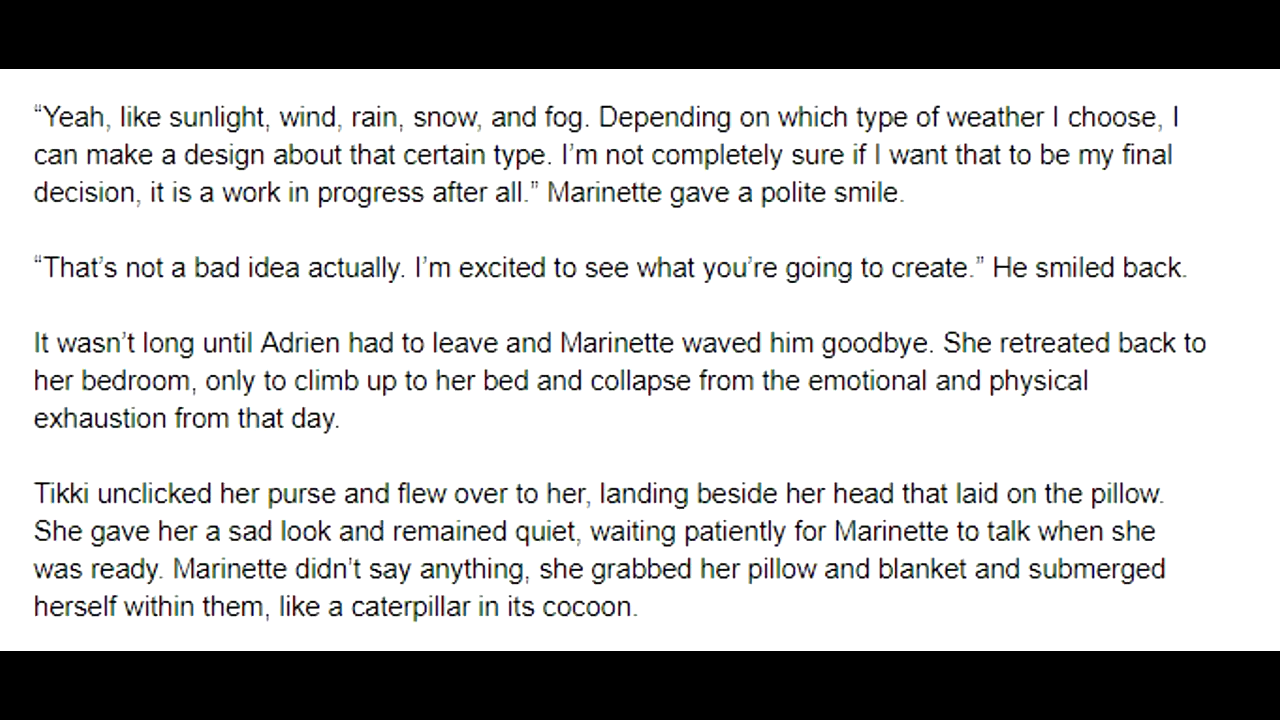 “Yeah, like sunlight, wind, rain, snow, and fog. Depending on which type of weather I choose, I
can make a design about that certain type. I’m not completely sure if I want that to be my final
decision, it is a work in progress after all.” Marinette gave a polite smile.
“That’s not a bad idea actually. I’m excited to see what you’re going to create.” He smiled back.
It wasn’t long until Adrien had to leave and Marinette waved him goodbye. She retreated back to
her bedroom, only to climb up to her bed and collapse from the emotional and physical
exhaustion from that day.
Tikki unclicked her purse and flew over to her, landing beside her head that laid on the pillow.
She gave her a sad look and remained quiet, waiting patiently for Marinette to talk when she
was ready. Marinette didn’t say anything, she grabbed her pillow and blanket and submerged
herself within them, like a caterpillar in its cocoon.